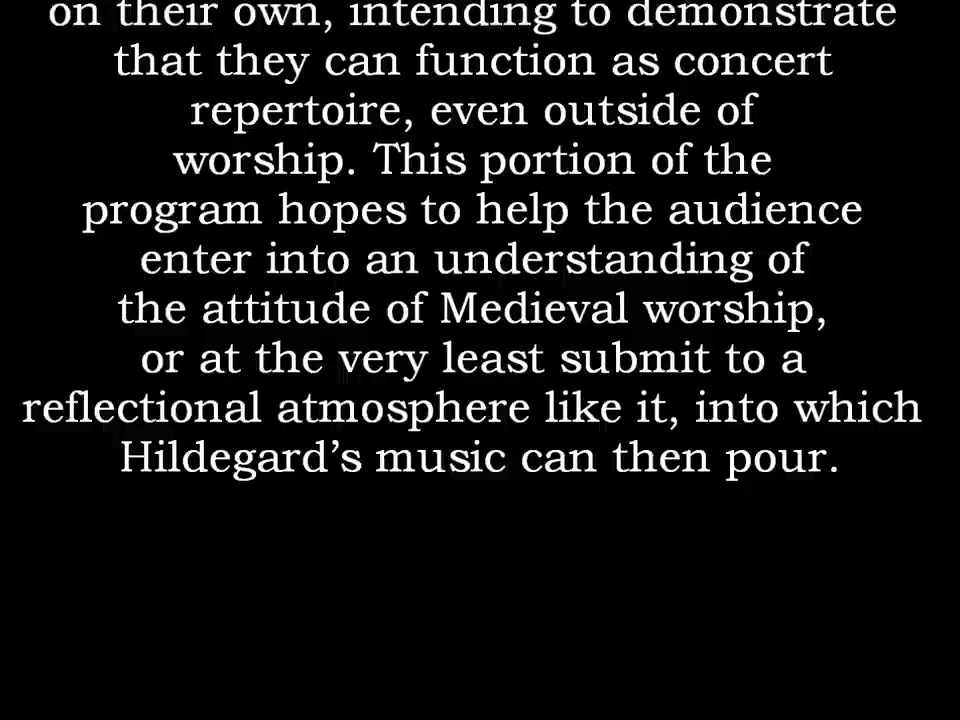 on their own, intending to demonstrate
that they can function as concert
repertoire, even outside of
worship. This portion of the
program hopes to help the audience
enter into an understanding of
the attitude of Medieval worship,
or at the very least submit to a
reflectional atmosphere like it, into which
Hildegard’s music can then pour.